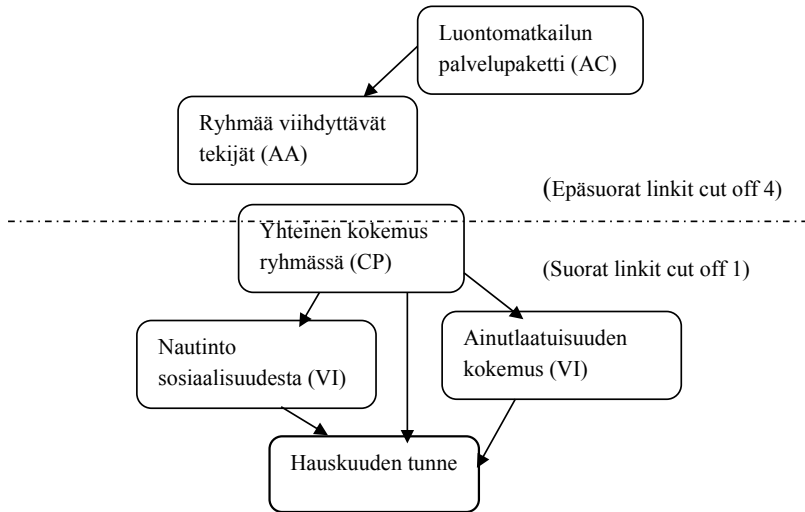 Luontomatkailun
palvelupaketti (AC)
Ryhmää viihdyttävät
tekijät (AA)
(Epäsuorat linkit cut off 4)
Yhteinen kokemus
ryhmässä (CP)
(Suorat linkit cut off 1)
Nautinto
sosiaalisuudesta (VI)
Ainutlaatuisuuden
kokemus (VI)
Hauskuuden tunne